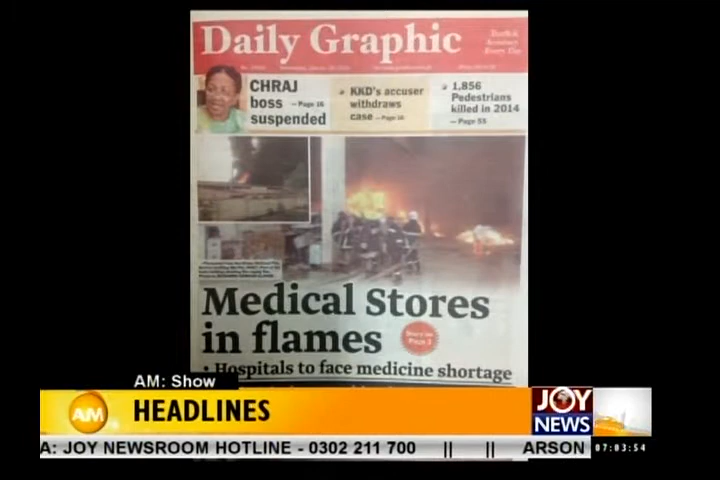 Daily Graphic
CHRAJ
boss – Page 16
suspended
KKD's accuser
withdraws
case – Page 16
1,856
Pedestrians
killed in 2014
– Page 55
Medical Stores
in flames
Story on
Page 3
• Hospitals to face medicine shortage
AM: Show
AM
HEADLINES
JOY
NEWS
A: JOY NEWSROOM HOTLINE - 0302 211 700 || || ARSON
07:03:54